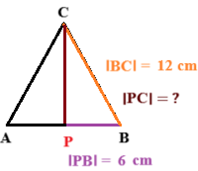 C
|BC| = 12 cm
|PC| = ?
A
P
B
|PB| = 6 cm